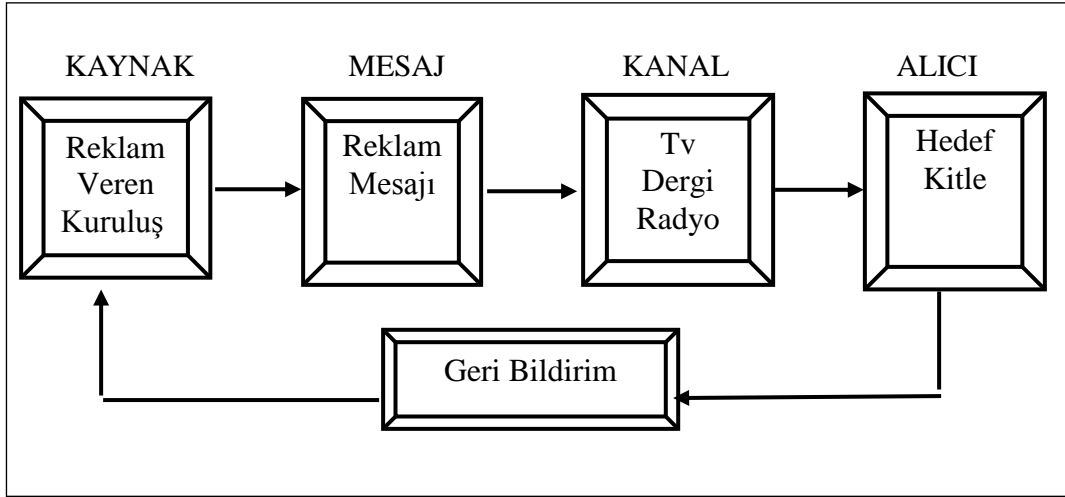 KAYNAK MESAJ KANAL ALICI
Reklam
Veren
Kuruluş
Reklam
Mesajı
Tv
Dergi
Radyo
Hedef
Kitle
Geri Bildirim